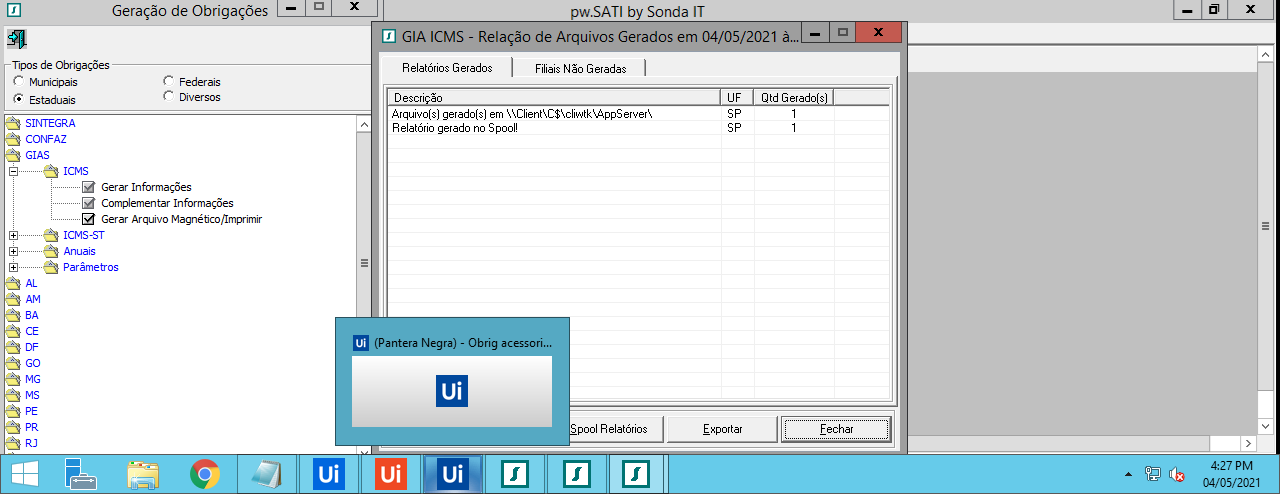 Geração de Obrigações
pw.SATI by Sonda IT
GIA ICMS - Relação de Arquivos Gerados em 04/05/2021 à...
Tipos de Obrigações
Municipais
Federais
Estaduais
Diversos
SINTEGRA
CONFAZ
GIAS
ICMS
Gerar Informações
Complementar Informações
Gerar Arquivo Magnético/Imprimir
ICMS-ST
Anuais
Parâmetros
AL
AM
BA
CE
DF
GO
MG
MS
PE
PR
RJ
Relatórios Gerados
Filiais Não Geradas
Descrição UF Qtd Gerado(s)
Arquivo(s) gerado(s) em \\Client\C$\cliwtk\AppServer\ SP 1
Relatório gerado no Spool! SP 1
Ui (Pantera Negra) - Obrig acessori...
Ui
Spool Relatórios
Exportar
Fechar
Ui
Ui
Ui
4:27 PM
04/05/2021